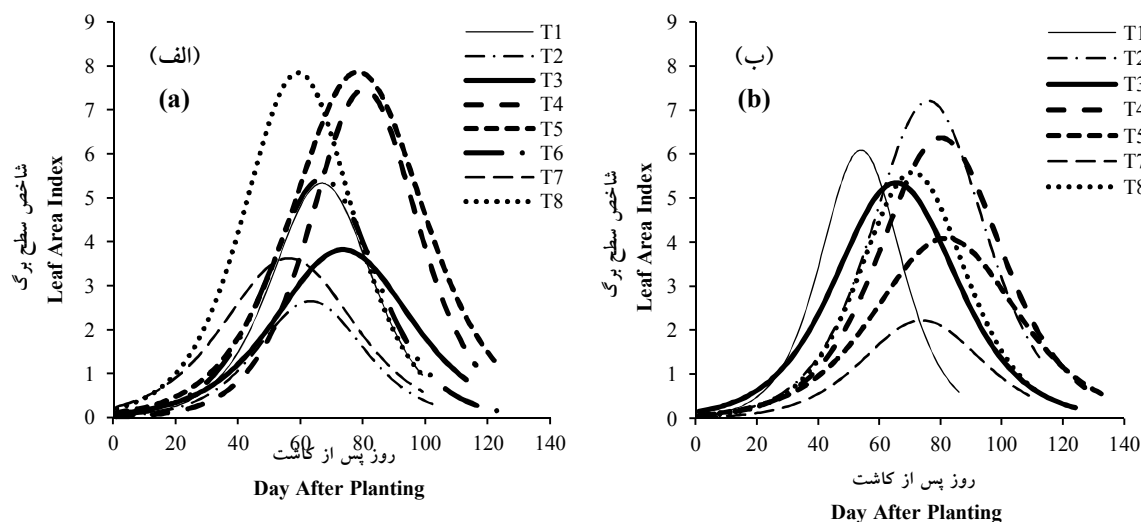 9
8
7
6
5
4
3
2
1
0
(الف)
(a)
T1
T2
T3
T4
T5
T6
T7
T8
شاخص سطح برگ
Leaf Area Index
0 20 40 60 80 100 120 140
روز پس از کاشت
Day After Planting
9
8
7
6
5
4
3
2
1
0
(ب)
(b)
T1
T2
T3
T4
T5
T7
T8
شاخص سطح برگ
Leaf Area Index
0 20 40 60 80 100 120 140
روز پس از کاشت
Day After Planting